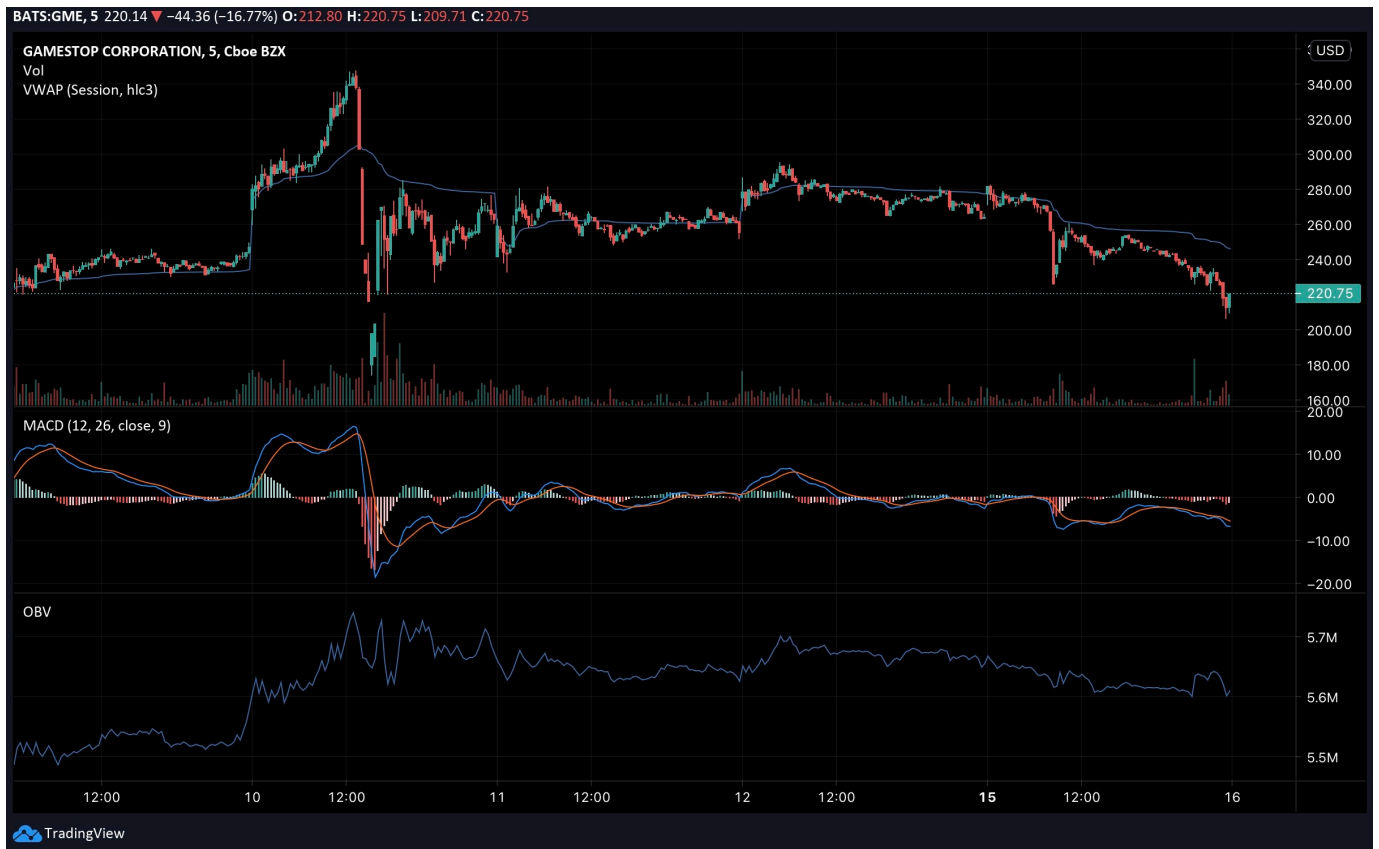 BATS:GME, 5 220.14 ▼ −44.36 (−16.77%) O:212.80 H:220.75 L:209.71 C:220.75
GAMESTOP CORPORATION, 5, Cboe BZX
USD
Vol
VWAP (Session, hlc3)
340.00
320.00
300.00
280.00
260.00
240.00
220.75
200.00
180.00
160.00
20.00
MACD (12, 26, close, 9)
10.00
0.00
−10.00
−20.00
OBV
5.7M
5.6M
5.5M
12:00 10 12:00 11 12:00 12 12:00 15 12:00 16
TradingView